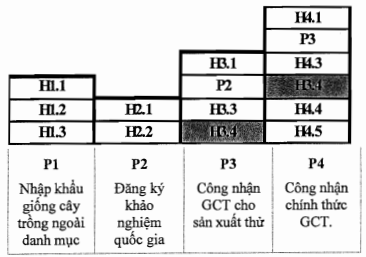 H4.1
P3
H3.1 H4.3
H1.1 P2 H3.4
H1.2 H2.1 H3.3 H4.4
H1.3 H2.2 H3.4 H4.5
P1 P2 P3 P4
Nhập khẩu Đăng ký Công nhận Công nhận
giống cây khảo GCT cho chính thức
trồng ngoài nghiệm sản xuất thử GCT.
danh mục quốc gia